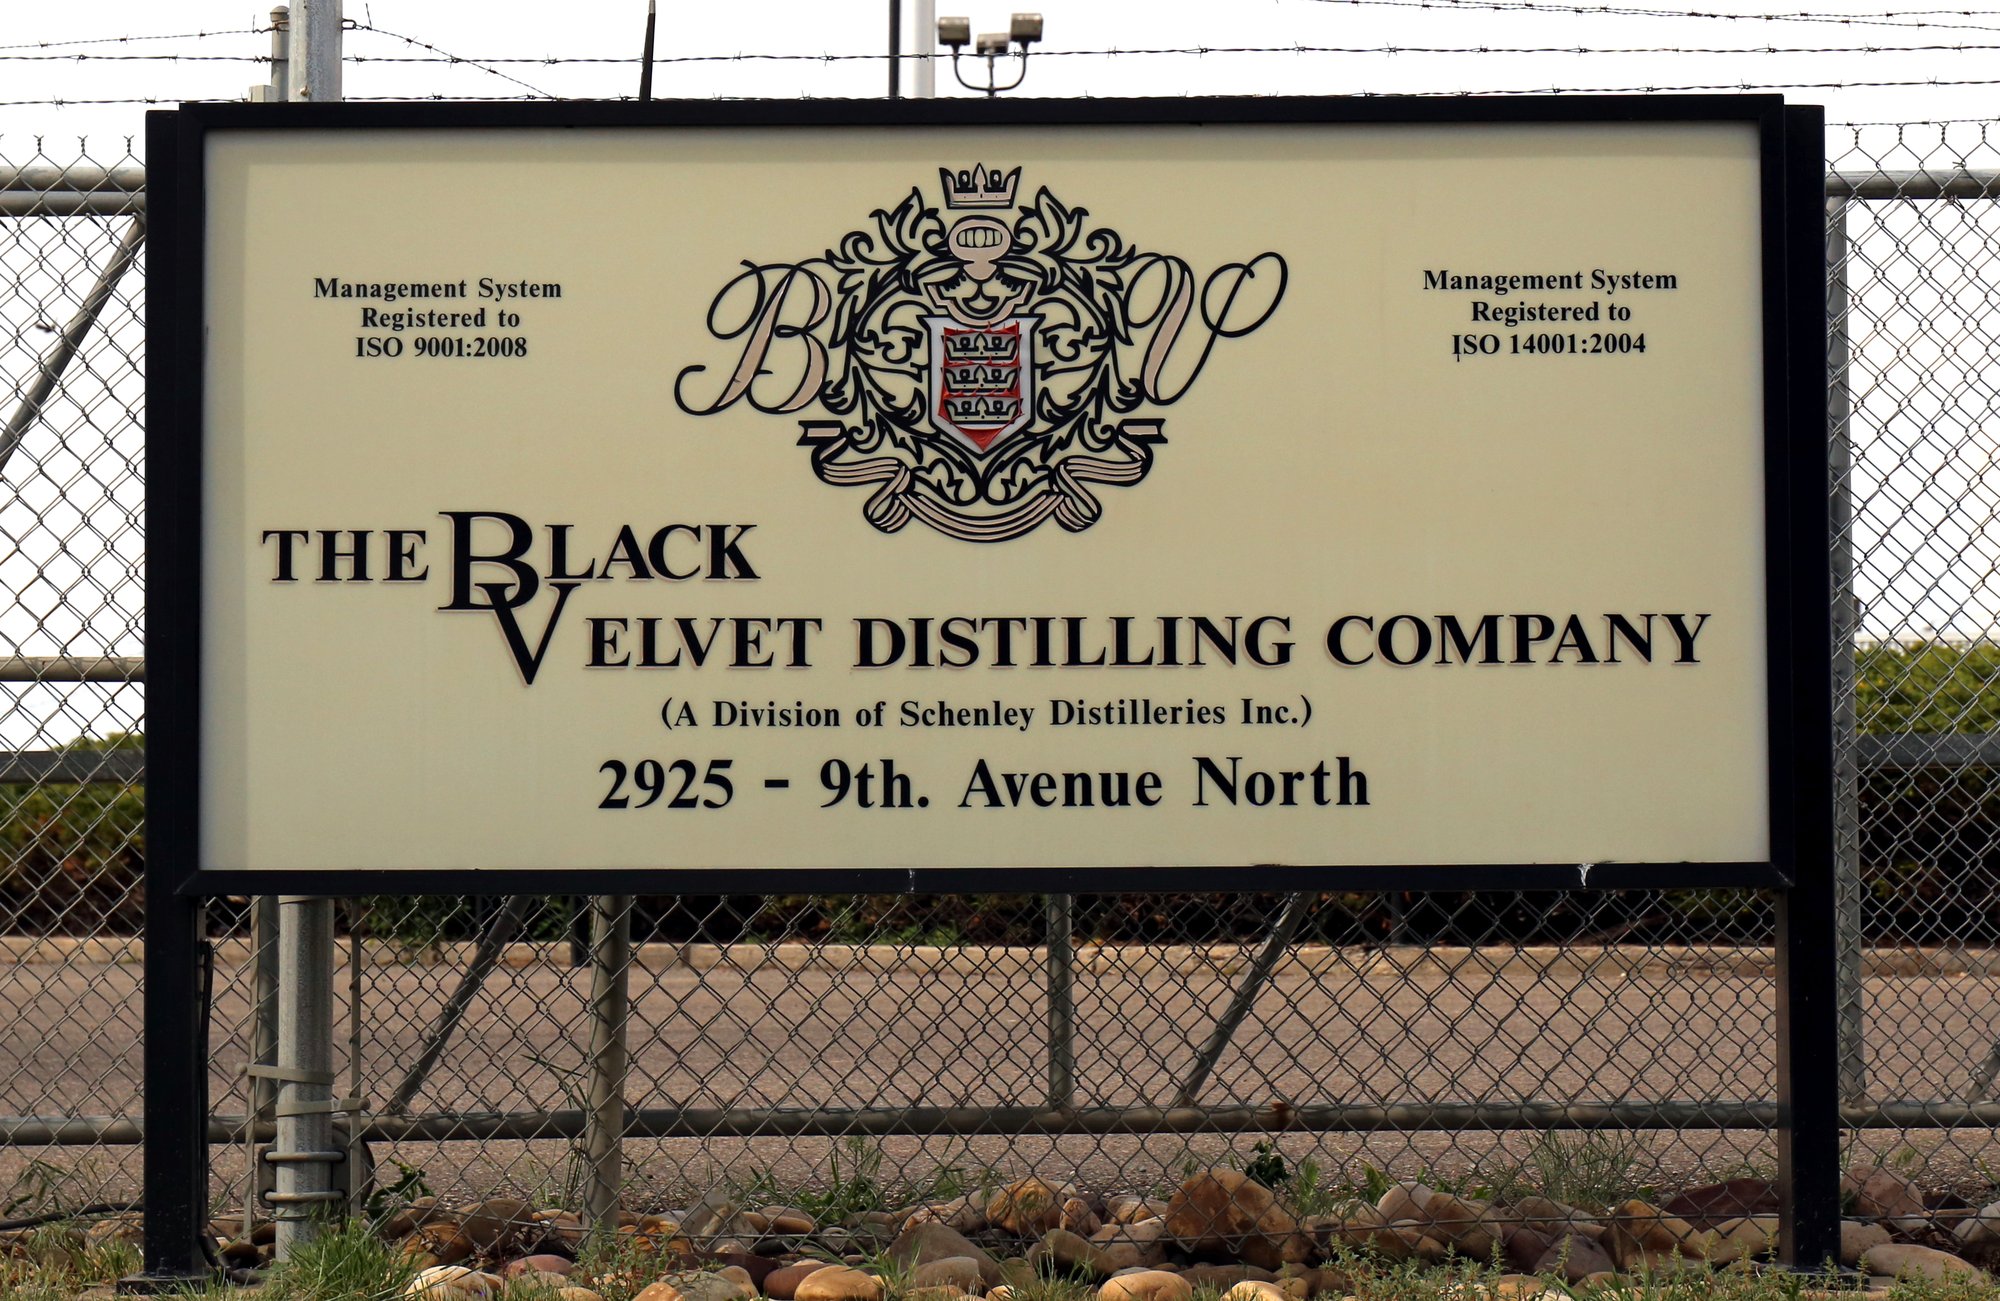 Management System
Registered to
ISO 9001:2008
B V
Management System
Registered to
ISO 14001:2004
THE BLACK
VELVET DISTILLING COMPANY
(A Division of Schenley Distilleries Inc.)
2925 - 9th. Avenue North